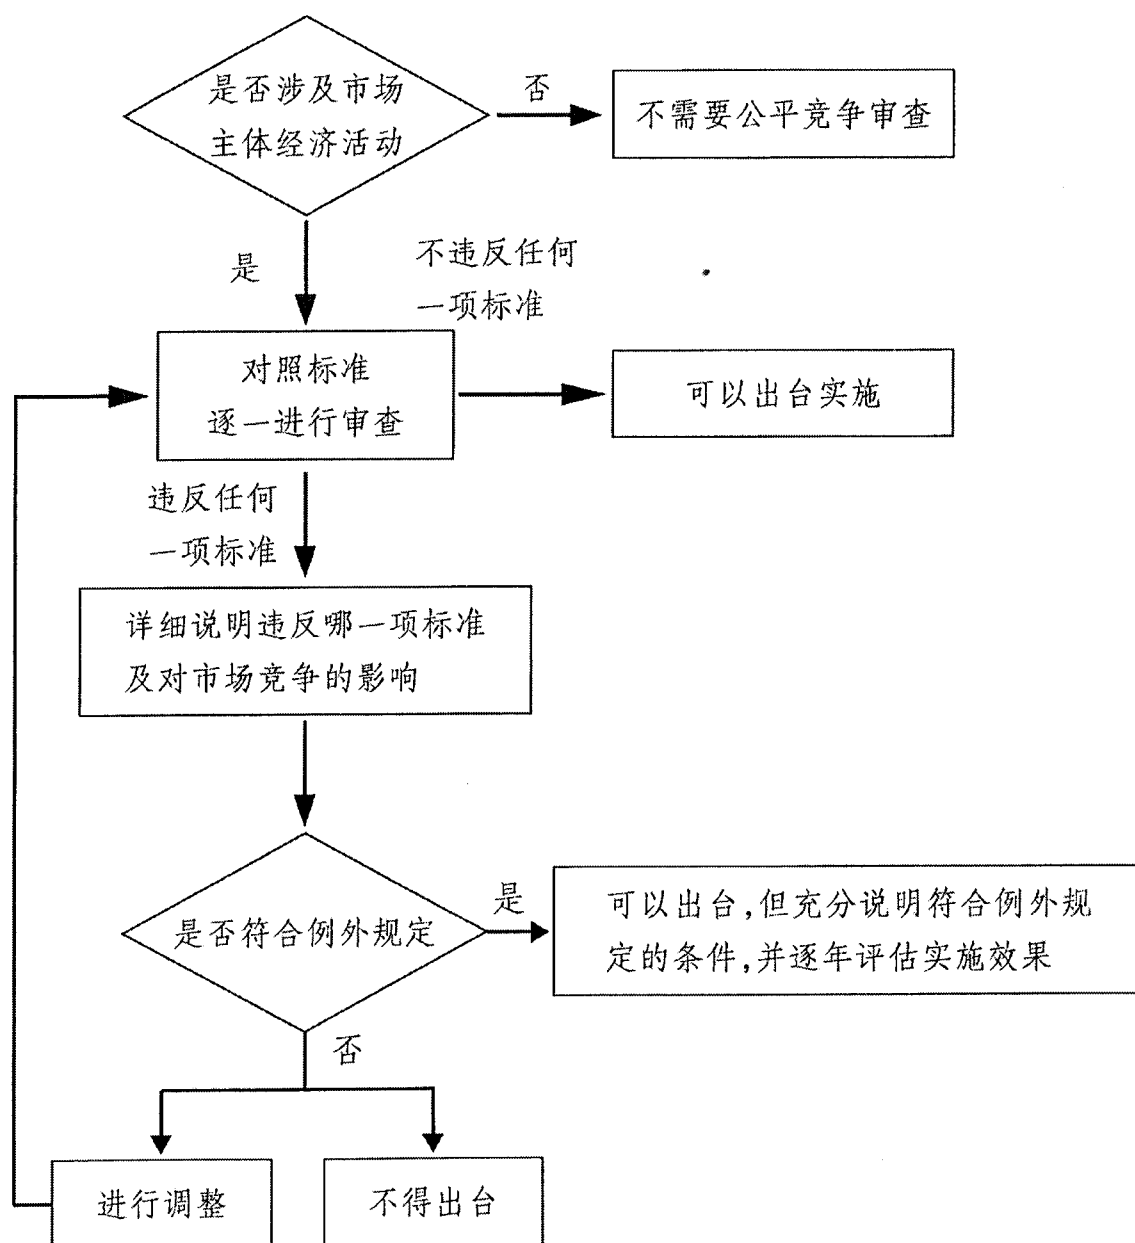 是否涉及市场
主体经济活动
否
不需要公平竞争审查
是
不违反任何
一项标准
对照标准
逐一进行审查
可以出台实施
违反任何
一项标准
详细说明违反哪一项标准
及对市场竞争的影响
是否符合例外规定
是
可以出台,但充分说明符合例外规
定的条件,并逐年评估实施效果
否
进行调整
不得出台